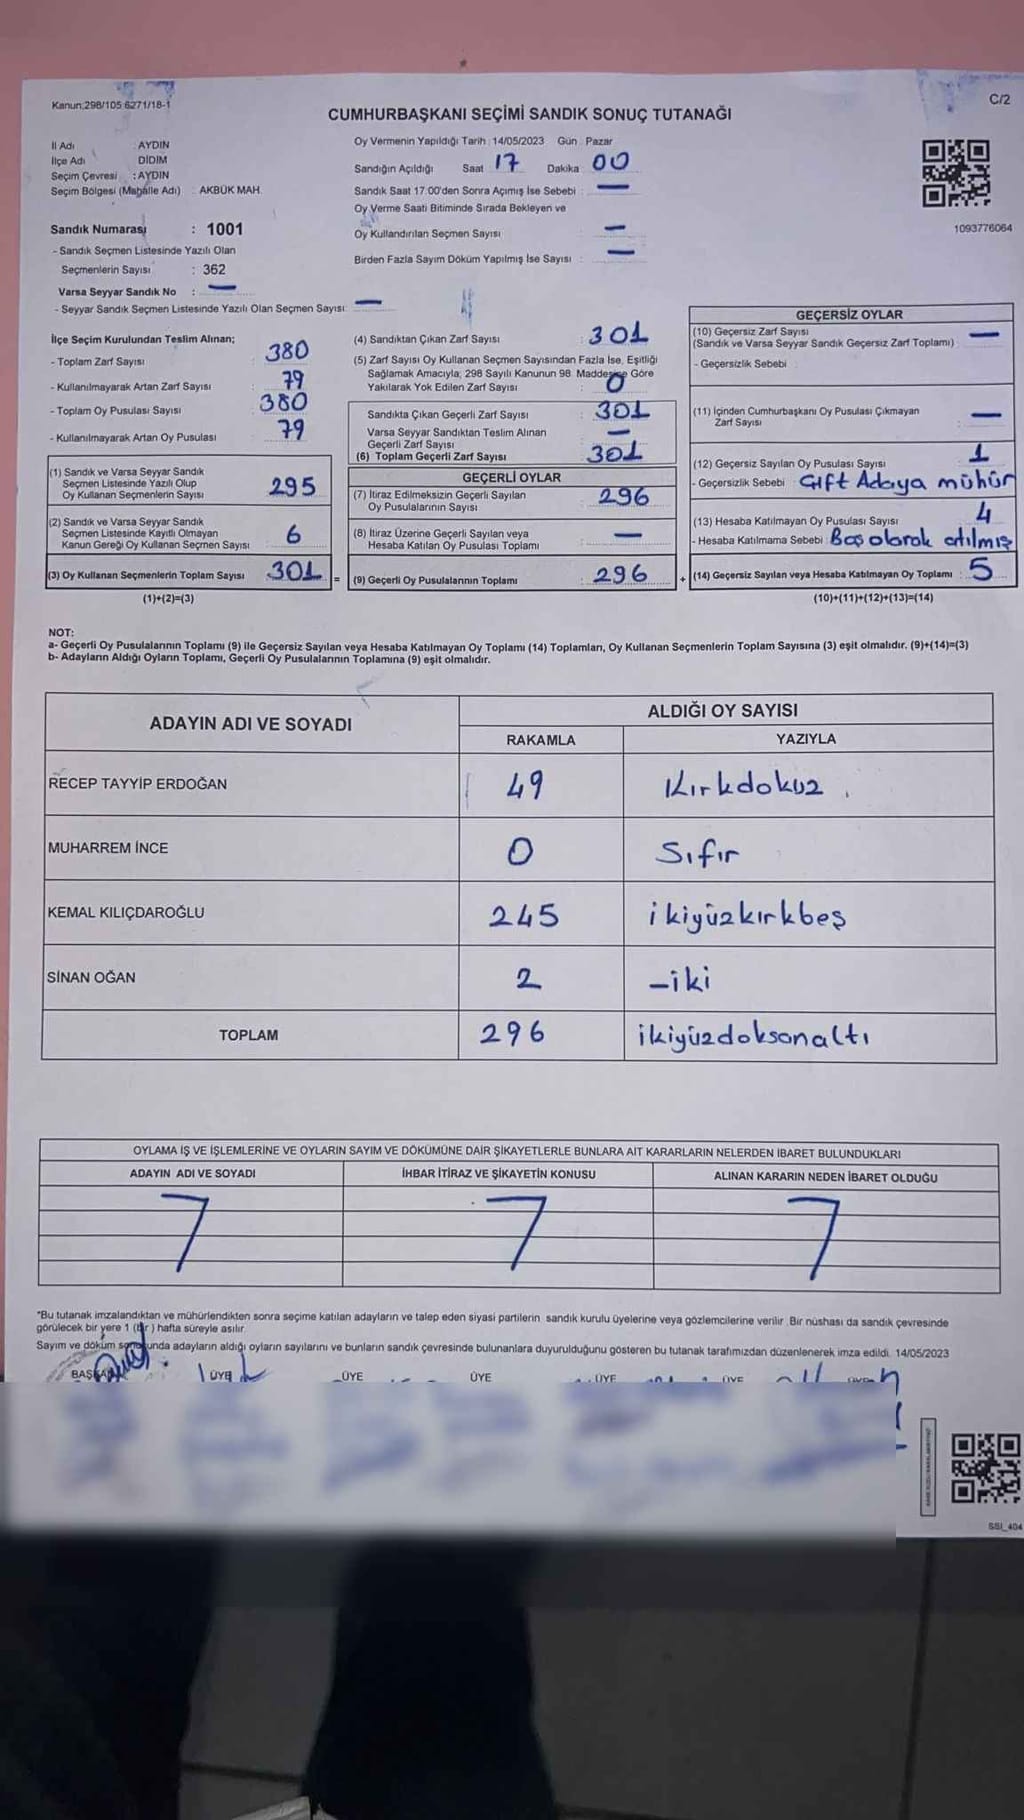 Kanun:298/105 6271/18-1
C/2
CUMHURBAŞKANI SEÇİMİ SANDIK SONUÇ TUTANAĞI
İl Adı : AYDIN
İlçe Adı : DİDİM
Seçim Çevresi : AYDIN
Seçim Bölgesi (Mahalle Adı) : AKBÜK MAH.
Sandık Numarası : 1001
- Sandık Seçmen Listesinde Yazılı Olan
Seçmenlerin Sayısı : 362
Varsa Seyyar Sandık No : —
- Seyyar Sandık Seçmen Listesinde Yazılı Olan Seçmen Sayısı: —
Oy Vermenin Yapıldığı Tarih : 14/05/2023 Gün : Pazar
Sandığın Açıldığı Saat 17 Dakika 00
Sandık Saat 17:00'den Sonra Açımış İse Sebebi : —
Oy Verme Saati Bitiminde Sırada Bekleyen ve
Oy Kullandırılan Seçmen Sayısı : —
Birden Fazla Sayım Döküm Yapılmış İse Sayısı : —
1093776064
İlçe Seçim Kurulundan Teslim Alınan;
- Toplam Zarf Sayısı : 380
- Kullanılmayarak Artan Zarf Sayısı : 79
- Toplam Oy Pusulası Sayısı : 380
- Kullanılmayarak Artan Oy Pusulası : 79
(1) Sandık ve Varsa Seyyar Sandık
Seçmen Listesinde Yazılı Olup
Oy Kullanan Seçmenlerin Sayısı 295
(2) Sandık ve Varsa Seyyar Sandık
Seçmen Listesinde Kayıtlı Olmayan
Kanun Gereği Oy Kullanan Seçmen Sayısı 6
(3) Oy Kullanan Seçmenlerin Toplam Sayısı 301 =
(1)+(2)=(3)
(4) Sandıktan Çıkan Zarf Sayısı : 301
(5) Zarf Sayısı Oy Kullanan Seçmen Sayısından Fazla İse, Eşitliği
Sağlamak Amacıyla; 298 Sayılı Kanunun 98. Maddesine Göre
Yakılarak Yok Edilen Zarf Sayısı : 0
Sandıkta Çıkan Geçerli Zarf Sayısı : 301
Varsa Seyyar Sandıktan Teslim Alınan
Geçerli Zarf Sayısı : —
(6) Toplam Geçerli Zarf Sayısı : 301
GEÇERLİ OYLAR
(7) İtiraz Edilmeksizin Geçerli Sayılan
Oy Pusulalarının Sayısı : 296
(8) İtiraz Üzerine Geçerli Sayılan veya
Hesaba Katılan Oy Pusulası Toplamı : —
(9) Geçerli Oy Pusulalarının Toplamı : 296 +
GEÇERSİZ OYLAR
(10) Geçersiz Zarf Sayısı —
(Sandık ve Varsa Seyyar Sandık Geçersiz Zarf Toplamı) :
- Geçersizlik Sebebi :
(11) İçinden Cumhurbaşkanı Oy Pusulası Çıkmayan
Zarf Sayısı : —
(12) Geçersiz Sayılan Oy Pusulası Sayısı : 1
- Geçersizlik Sebebi : Çift Adaya mühür
(13) Hesaba Katılmayan Oy Pusulası Sayısı : 4
- Hesaba Katılmama Sebebi : Boş olarak atılmış
(14) Geçersiz Sayılan veya Hesaba Katılmayan Oy Toplamı : 5
(10)+(11)+(12)+(13)=(14)
NOT:
a- Geçerli Oy Pusulalarının Toplamı (9) ile Geçersiz Sayılan veya Hesaba Katılmayan Oy Toplamı (14) Toplamları, Oy Kullanan Seçmenlerin Toplam Sayısına (3) eşit olmalıdır. (9)+(14)=(3)
b- Adayların Aldığı Oyların Toplamı, Geçerli Oy Pusulalarının Toplamına (9) eşit olmalıdır.
ADAYIN ADI VE SOYADI ALDIĞI OY SAYISI
RAKAMLA YAZIYLA
RECEP TAYYİP ERDOĞAN 49 Kırkdokuz
MUHARREM İNCE 0 Sıfır
KEMAL KILIÇDAROĞLU 245 ikiyüzkırkbeş
SİNAN OĞAN 2 -iki
TOPLAM 296 ikiyüzdoksanaltı
OYLAMA İŞ VE İŞLEMLERİNE VE OYLARIN SAYIM VE DÖKÜMÜNE DAİR ŞİKAYETLERLE BUNLARA AİT KARARLARIN NELERDEN İBARET BULUNDUKLARI
ADAYIN ADI VE SOYADI İHBAR İTİRAZ VE ŞİKAYETİN KONUSU ALINAN KARARIN NEDEN İBARET OLDUĞU
*Bu tutanak imzalandıktan ve mühürlendikten sonra seçime katılan adayların ve talep eden siyasi partilerin sandık kurulu üyelerine veya gözlemcilerine verilir. Bir nüshası da sandık çevresinde
görülecek bir yere 1 (bir) hafta süreyle asılır.
Sayım ve döküm sonunda adayların aldığı oyların sayılarını ve bunların sandık çevresinde bulunanlara duyurulduğunu gösteren bu tutanak tarafımızdan düzenlenerek imza edildi. 14/05/2023
BAŞKAN ÜYE ÜYE ÜYE ÜYE ÜYE ÜYE
SSI_404